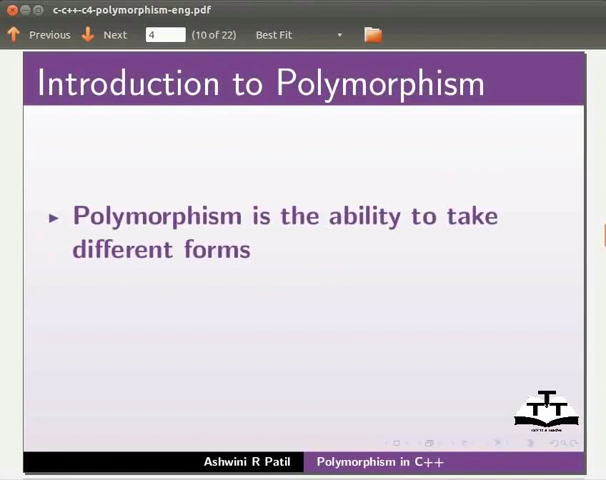 c-c++-c4-polymorphism-eng.pdf
Previous Next 4 (10 of 22) Best Fit
Introduction to Polymorphism
Polymorphism is the ability to take
different forms
Ashwini R Patil Polymorphism in C++